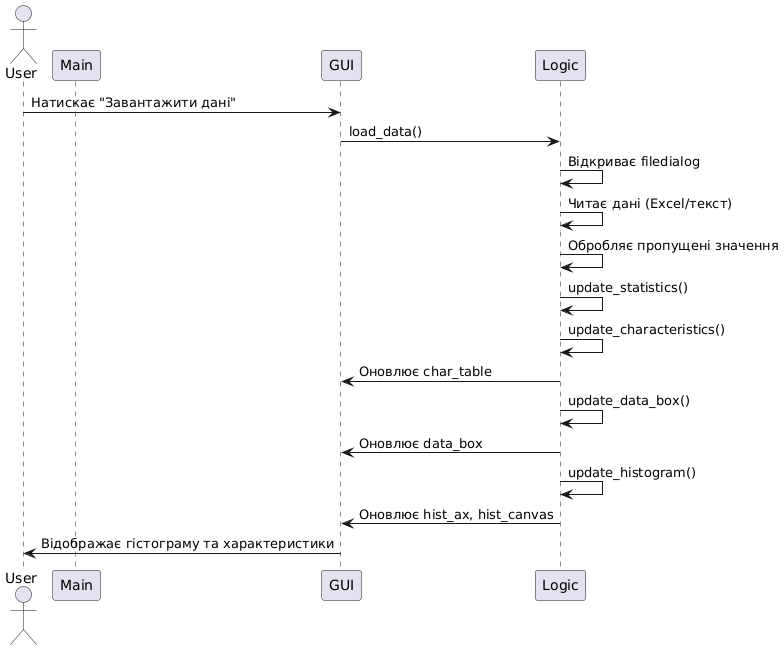 User
Main
GUI
Logic
Натискає "Завантажити дані"
load_data()
Відкриває filedialog
Читає дані (Excel/текст)
Обробляє пропущені значення
update_statistics()
update_characteristics()
Оновлює char_table
update_data_box()
Оновлює data_box
update_histogram()
Оновлює hist_ax, hist_canvas
Відображає гістограму та характеристики
User
Main
GUI
Logic